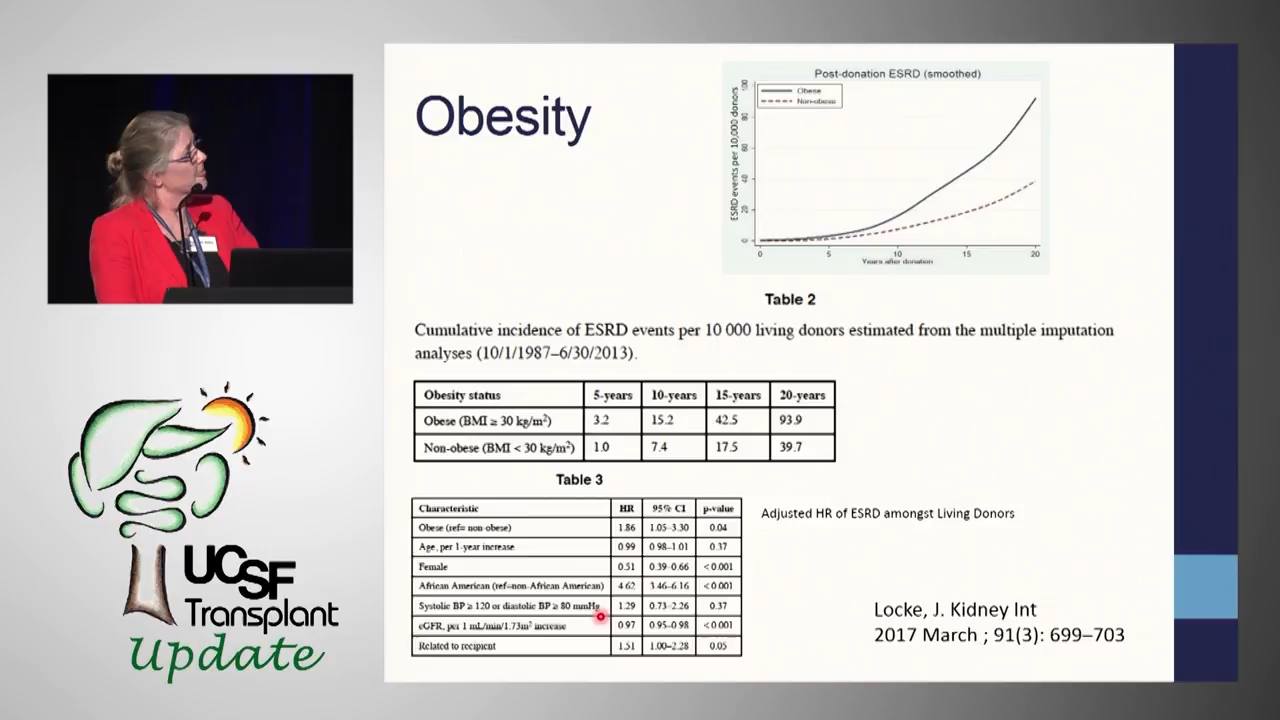 Obesity
Post-donation ESRD (smoothed)
Obese
Non-obese
ESRD events per 10,000 donors
100
80
60
40
20
0
0 5 10 15 20
Years after donation
Table 2
Cumulative incidence of ESRD events per 10 000 living donors estimated from the multiple imputation
analyses (10/1/1987–6/30/2013).
Obesity status 5-years 10-years 15-years 20-years
Obese (BMI ≥ 30 kg/m²) 3.2 15.2 42.5 93.9
Non-obese (BMI < 30 kg/m²) 1.0 7.4 17.5 39.7
Table 3
Characteristic HR 95% CI p-value
Obese (ref= non-obese) 1.86 1.05–3.30 0.04
Age, per 1-year increase 0.99 0.98–1.01 0.37
Female 0.51 0.39–0.66 <0.001
African American (ref=non-African American) 4.62 3.46–6.16 <0.001
Systolic BP ≥ 120 or diastolic BP ≥ 80 mmHg 1.29 0.73–2.26 0.37
eGFR, per 1 mL/min/1.73m² increase 0.97 0.95–0.98 <0.001
Related to recipient 1.51 1.00–2.28 0.05
Adjusted HR of ESRD amongst Living Donors
Locke, J. Kidney Int
2017 March ; 91(3): 699–703
UCSF
Transplant
Update